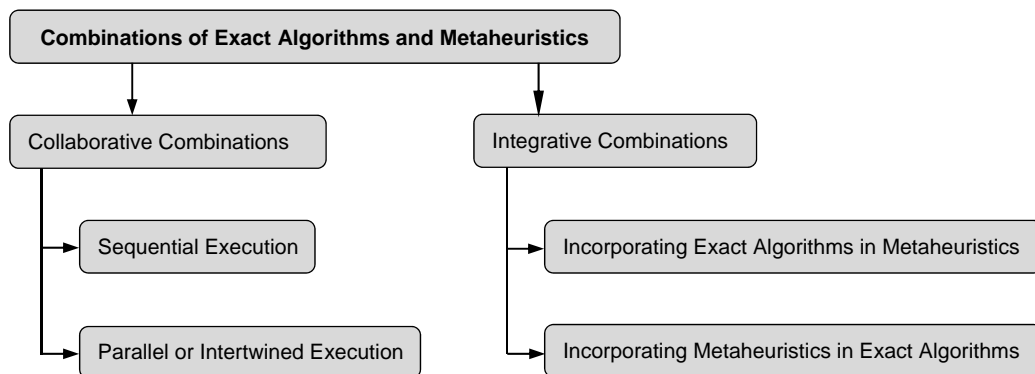 Combinations of Exact Algorithms and Metaheuristics
Collaborative Combinations
Integrative Combinations
Sequential Execution
Incorporating Exact Algorithms in Metaheuristics
Parallel or Intertwined Execution
Incorporating Metaheuristics in Exact Algorithms